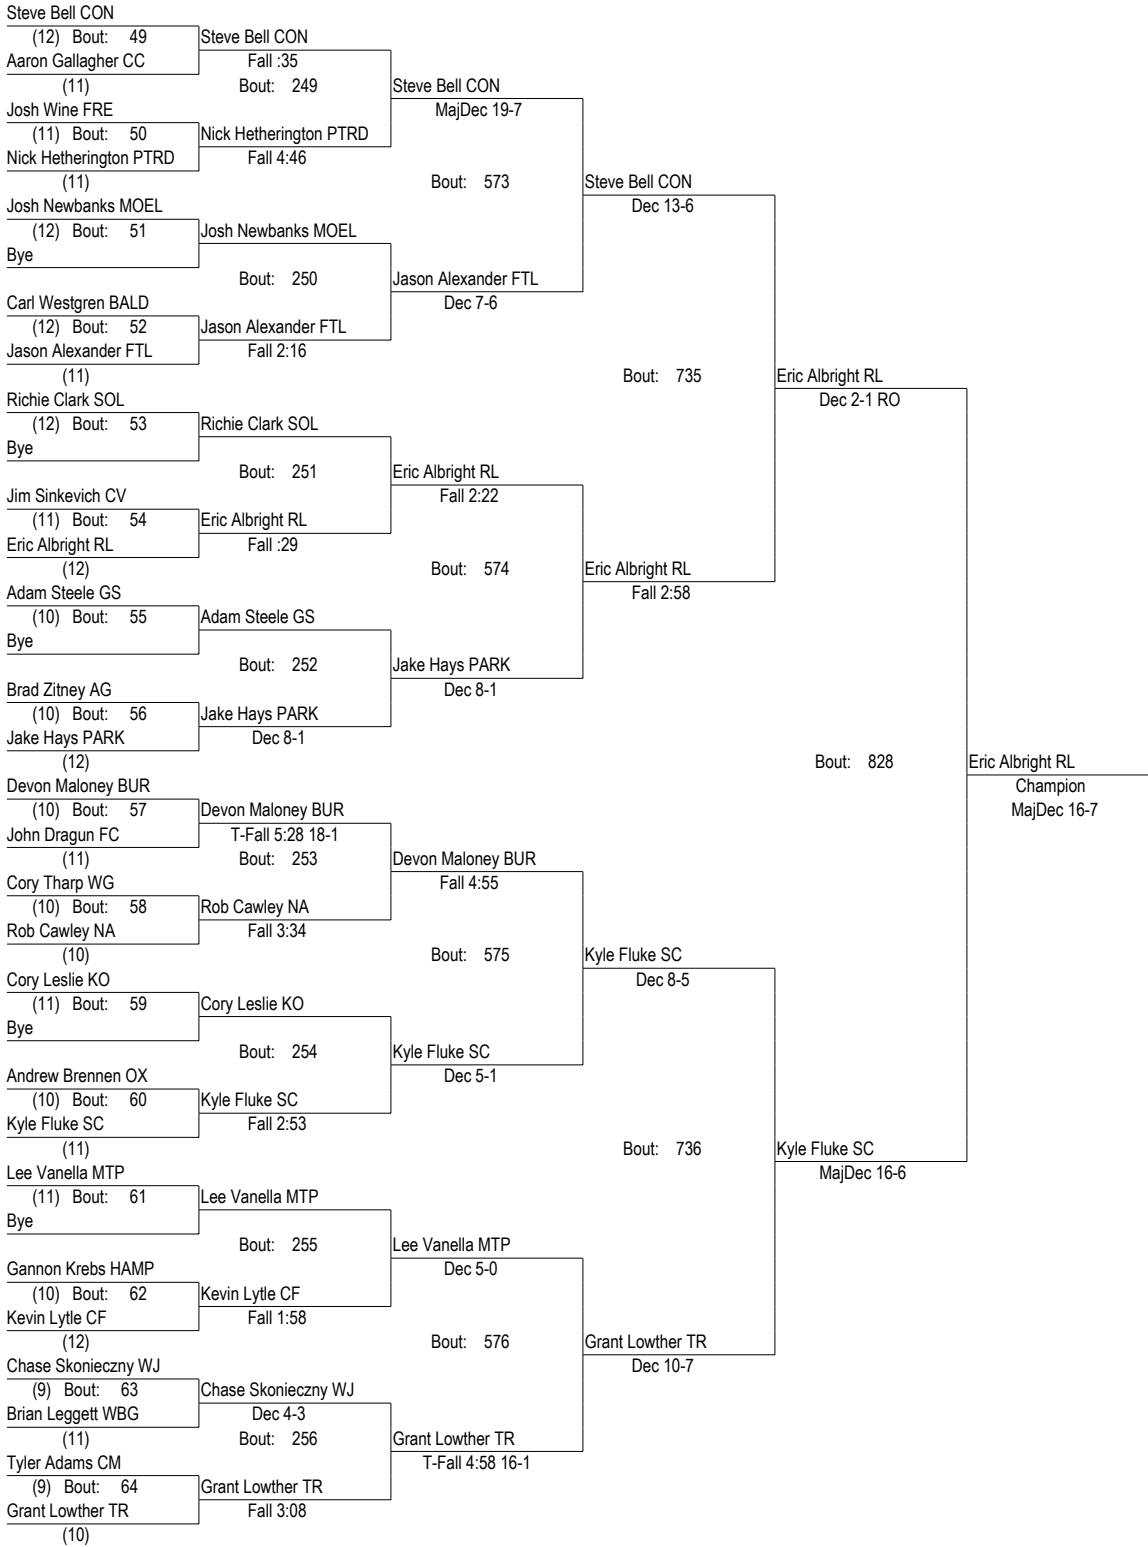 Steve Bell CON
(12) Bout: 49 Steve Bell CON
Aaron Gallagher CC Fall :35
(11) Bout: 249 Steve Bell CON
Josh Wine FRE MajDec 19-7
(11) Bout: 50 Nick Hetherington PTRD
Nick Hetherington PTRD Fall 4:46
(11) Bout: 573 Steve Bell CON
Josh Newbanks MOEL Dec 13-6
(12) Bout: 51 Josh Newbanks MOEL
Bye
Bout: 250 Jason Alexander FTL
Carl Westgren BALD Dec 7-6
(12) Bout: 52 Jason Alexander FTL
Jason Alexander FTL Fall 2:16
(11) Bout: 735 Eric Albright RL
Richie Clark SOL Dec 2-1 RO
(12) Bout: 53 Richie Clark SOL
Bye
Bout: 251 Eric Albright RL
Jim Sinkevich CV Fall 2:22
(11) Bout: 54 Eric Albright RL
Eric Albright RL Fall :29
(12) Bout: 574 Eric Albright RL
Adam Steele GS Fall 2:58
(10) Bout: 55 Adam Steele GS
Bye
Bout: 252 Jake Hays PARK
Brad Zitney AG Dec 8-1
(10) Bout: 56 Jake Hays PARK
Jake Hays PARK Dec 8-1
(12) Bout: 828 Eric Albright RL
Devon Maloney BUR Champion
(10) Bout: 57 Devon Maloney BUR MajDec 16-7
John Dragun FC T-Fall 5:28 18-1
(11) Bout: 253 Devon Maloney BUR
Cory Tharp WG Fall 4:55
(10) Bout: 58 Rob Cawley NA
Rob Cawley NA Fall 3:34
(10) Bout: 575 Kyle Fluke SC
Cory Leslie KO Dec 8-5
(11) Bout: 59 Cory Leslie KO
Bye
Bout: 254 Kyle Fluke SC
Andrew Brennen OX Dec 5-1
(10) Bout: 60 Kyle Fluke SC
Kyle Fluke SC Fall 2:53
(11) Bout: 736 Kyle Fluke SC
Lee Vanella MTP MajDec 16-6
(11) Bout: 61 Lee Vanella MTP
Bye
Bout: 255 Lee Vanella MTP
Gannon Krebs HAMP Dec 5-0
(10) Bout: 62 Kevin Lytle CF
Kevin Lytle CF Fall 1:58
(12) Bout: 576 Grant Lowther TR
Chase Skonieczny WJ Dec 10-7
(9) Bout: 63 Chase Skonieczny WJ
Brian Leggett WBG Dec 4-3
(11) Bout: 256 Grant Lowther TR
Tyler Adams CM T-Fall 4:58 16-1
(9) Bout: 64 Grant Lowther TR
Grant Lowther TR Fall 3:08
(10)